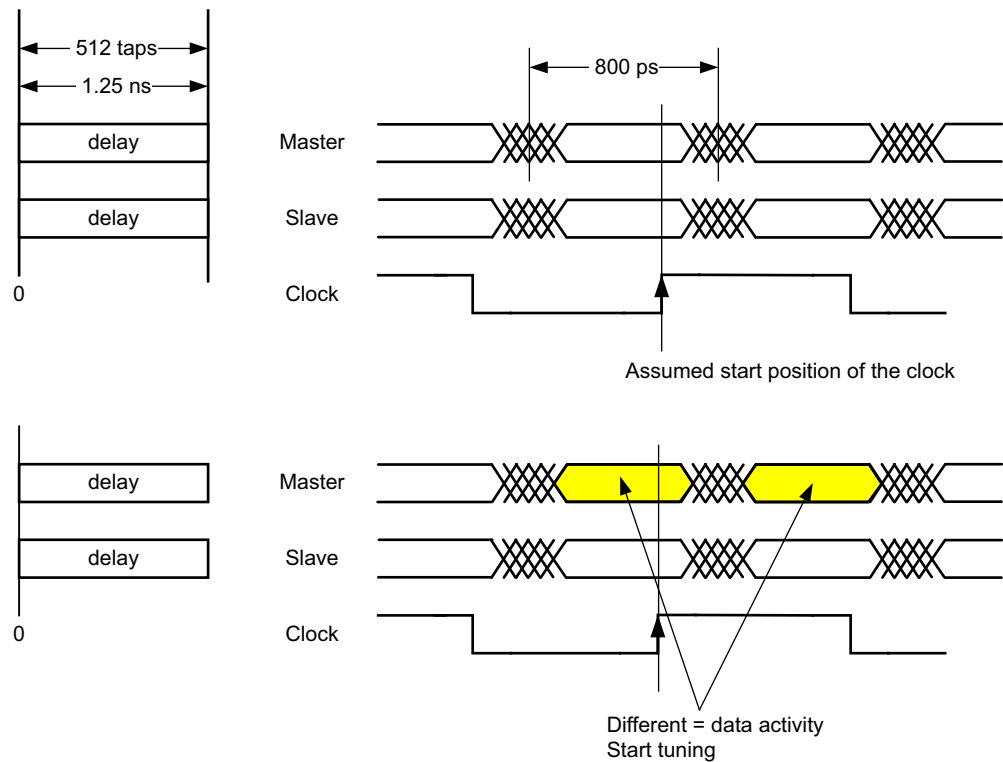 512 taps
800 ps
1.25 ns
delay
Master
delay
Slave
0
Clock
Assumed start position of the clock
delay
Master
delay
Slave
0
Clock
Different = data activity
Start tuning